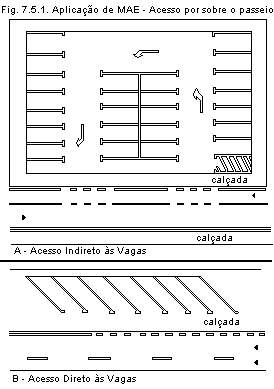 Fig. 7.5.1. Aplicação de MAE - Acesso por sobre o passeio
calçada
calçada
A - Acesso Indireto às Vagas
calçada
B - Acesso Direto às Vagas